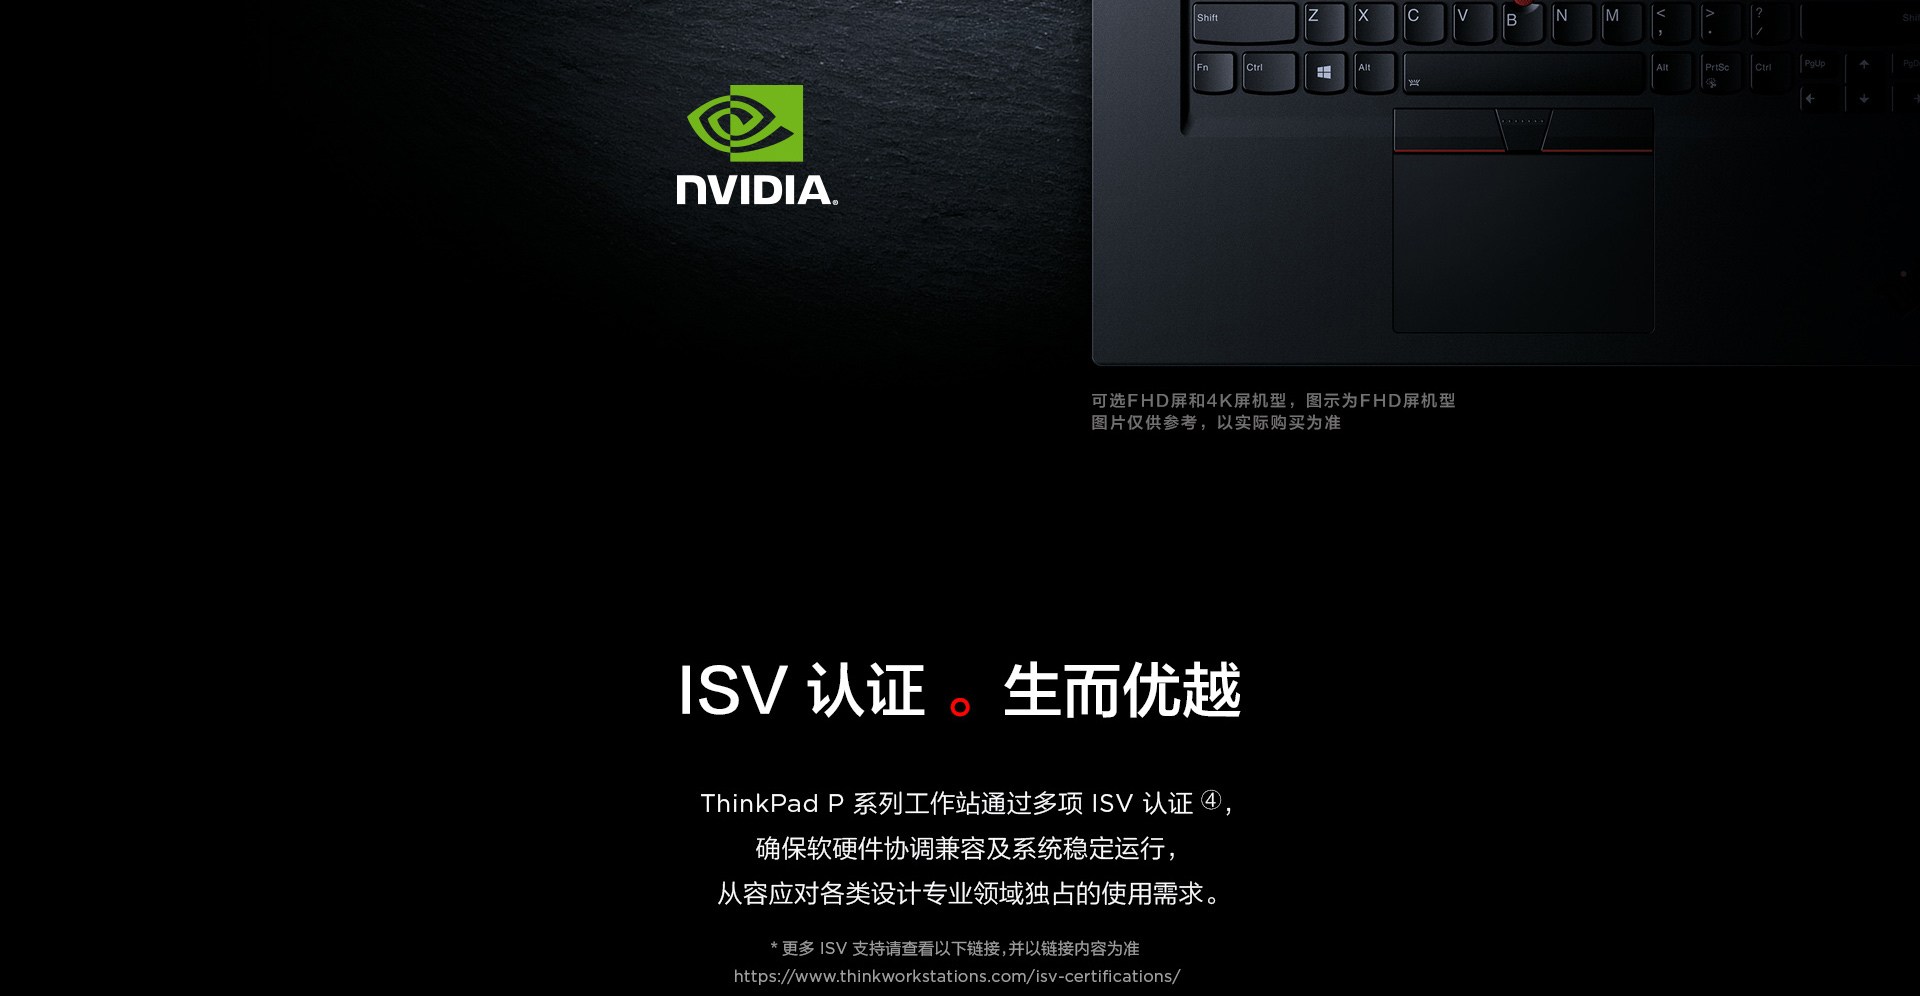 Shift Z X C V B N M < , > . ? / Shif
Fn Ctrl Alt Alt PrtSc Ctrl PgUp
NVIDIA®
可选FHD屏和4K屏机型，图示为FHD屏机型
图片仅供参考，以实际购买为准
ISV 认证 。生而优越
ThinkPad P 系列工作站通过多项 ISV 认证 ④，
确保软硬件协调兼容及系统稳定运行，
从容应对各类设计专业领域独占的使用需求。
* 更多 ISV 支持请查看以下链接，并以链接内容为准
https://www.thinkworkstations.com/isv-certifications/